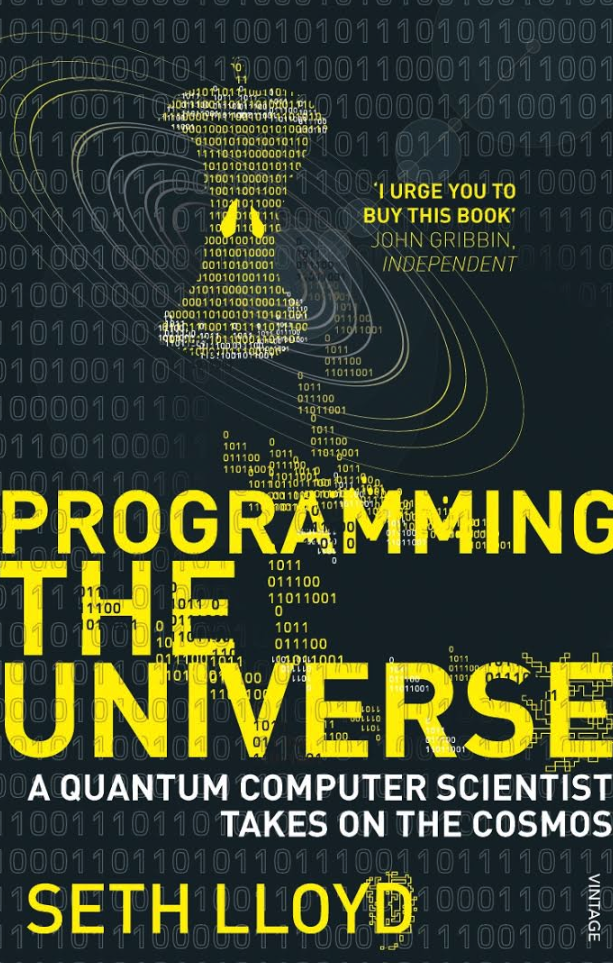 'I URGE YOU TO
BUY THIS BOOK'
JOHN GRIBBIN,
INDEPENDENT
PROGRAMMING
THE
UNIVERSE
A QUANTUM COMPUTER SCIENTIST
TAKES ON THE COSMOS
SETH LLOYD
VINTAGE